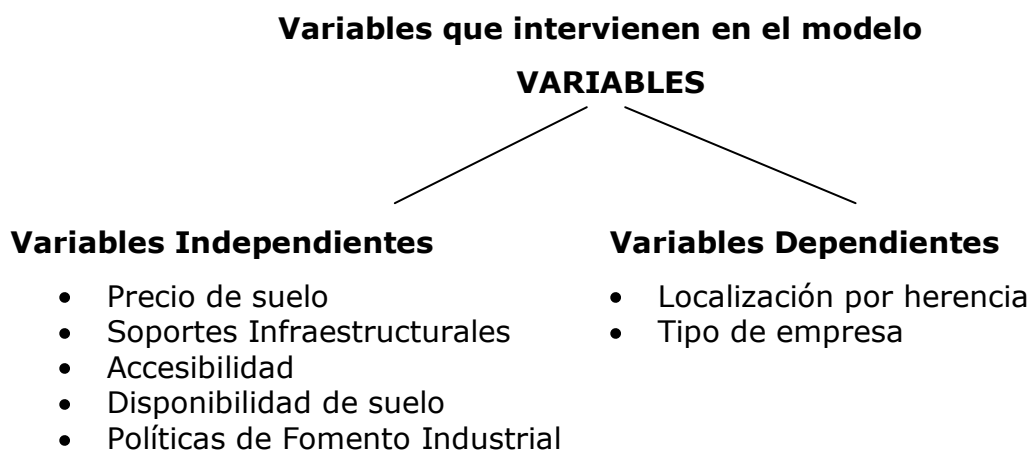 Variables que intervienen en el modelo
VARIABLES
Variables Independientes
• Precio de suelo
• Soportes Infraestructurales
• Accesibilidad
• Disponibilidad de suelo
• Políticas de Fomento Industrial
Variables Dependientes
• Localización por herencia
• Tipo de empresa